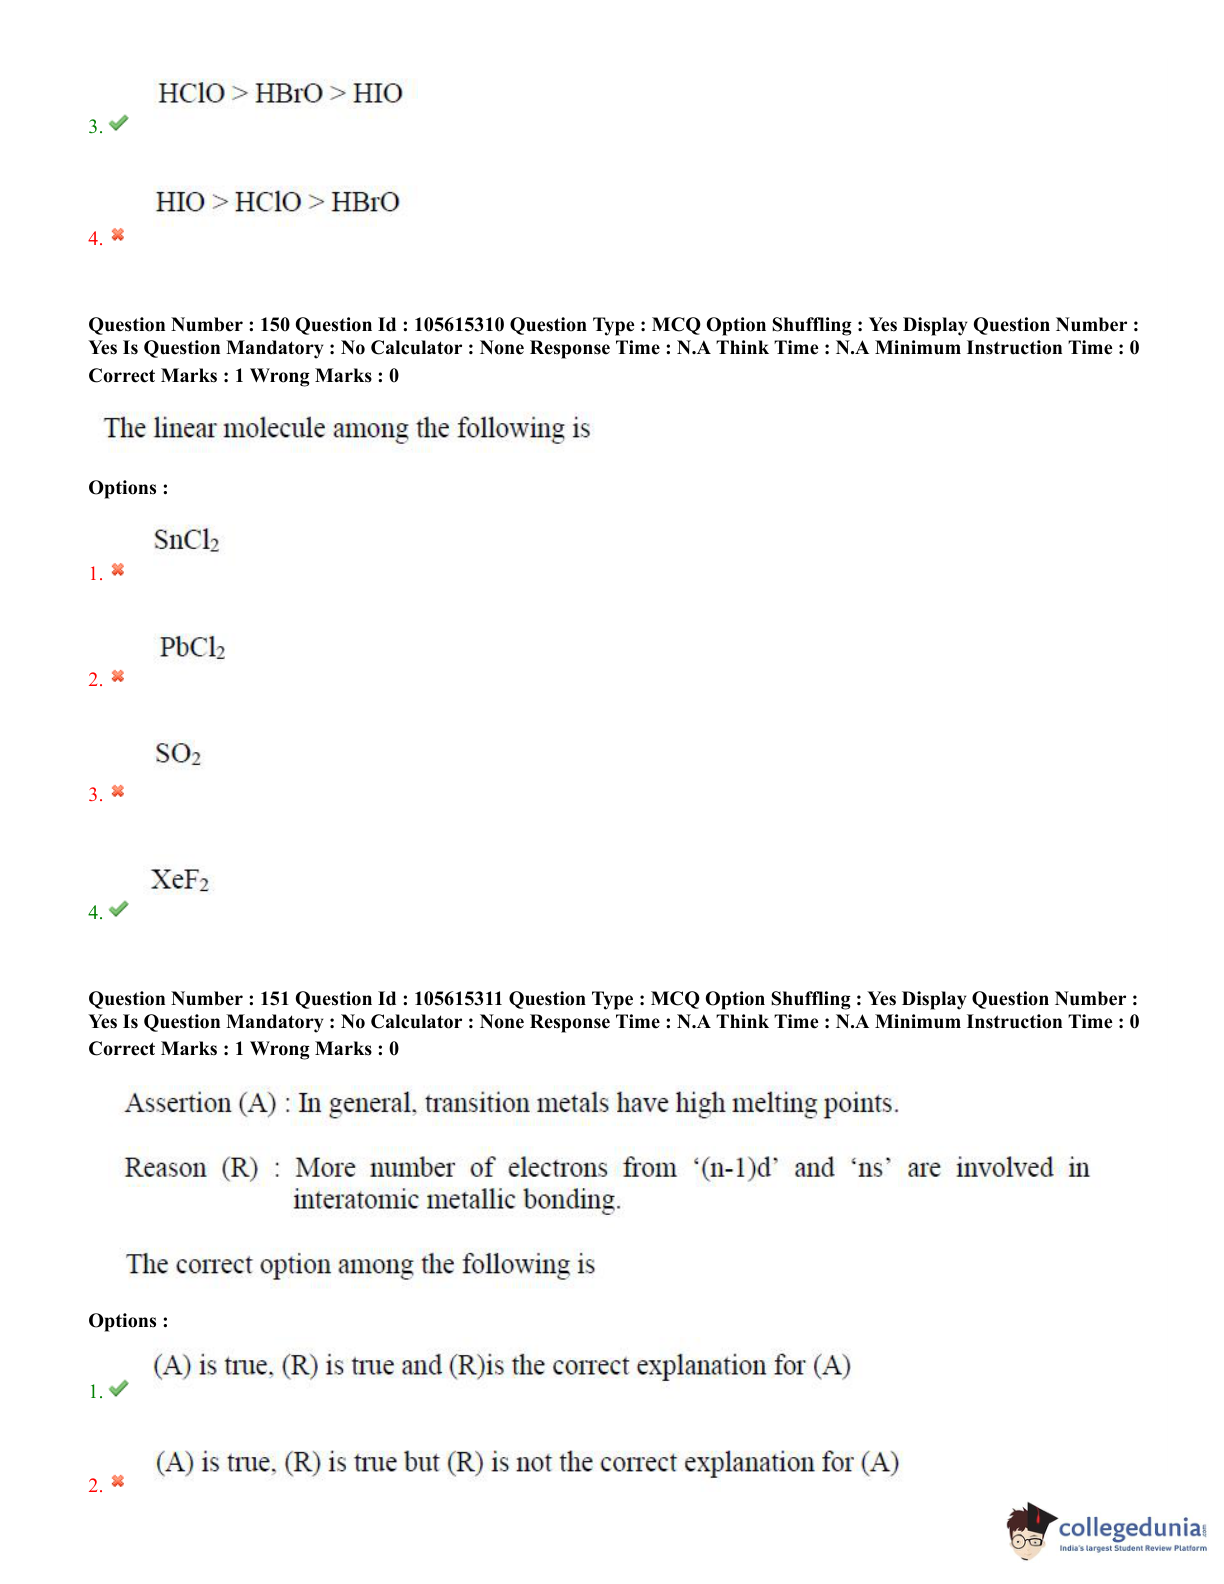 HClO > HBrO > HIO
3.
HIO > HClO > HBrO
4.
Question Number : 150 Question Id : 105615310 Question Type : MCQ Option Shuffling : Yes Display Question Number :
Yes Is Question Mandatory : No Calculator : None Response Time : N.A Think Time : N.A Minimum Instruction Time : 0
Correct Marks : 1 Wrong Marks : 0
The linear molecule among the following is
Options :
SnCl₂
1.
PbCl₂
2.
SO₂
3.
XeF₂
4.
Question Number : 151 Question Id : 105615311 Question Type : MCQ Option Shuffling : Yes Display Question Number :
Yes Is Question Mandatory : No Calculator : None Response Time : N.A Think Time : N.A Minimum Instruction Time : 0
Correct Marks : 1 Wrong Marks : 0
Assertion (A) : In general, transition metals have high melting points.
Reason (R) : More number of electrons from ‘(n-1)d’ and ‘ns’ are involved in
interatomic metallic bonding.
The correct option among the following is
Options :
(A) is true, (R) is true and (R)is the correct explanation for (A)
1.
(A) is true, (R) is true but (R) is not the correct explanation for (A)
2.
collegedunia.com
India's largest Student Review Platform